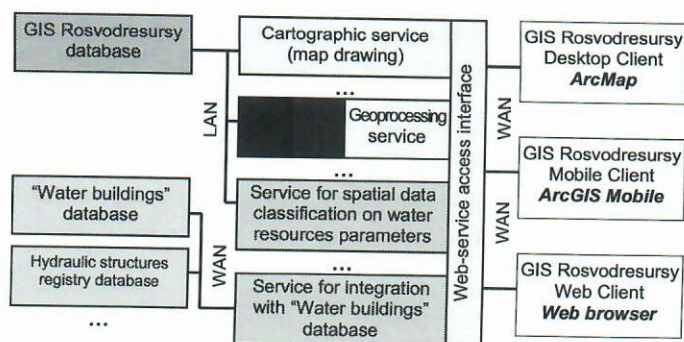 GIS Rosvodresursy
database
"Water buildings"
database
Hydraulic structures
registry database
...
LAN
WAN
Cartographic service
(map drawing)
...
Geoprocessing
service
...
Service for spatial data
classification on water
resources parameters
...
Service for integration
with "Water buildings"
database
Web-service access interface
WAN
WAN
GIS Rosvodresursy
Desktop Client
ArcMap
GIS Rosvodresursy
Mobile Client
ArcGIS Mobile
GIS Rosvodresursy
Web Client
Web browser